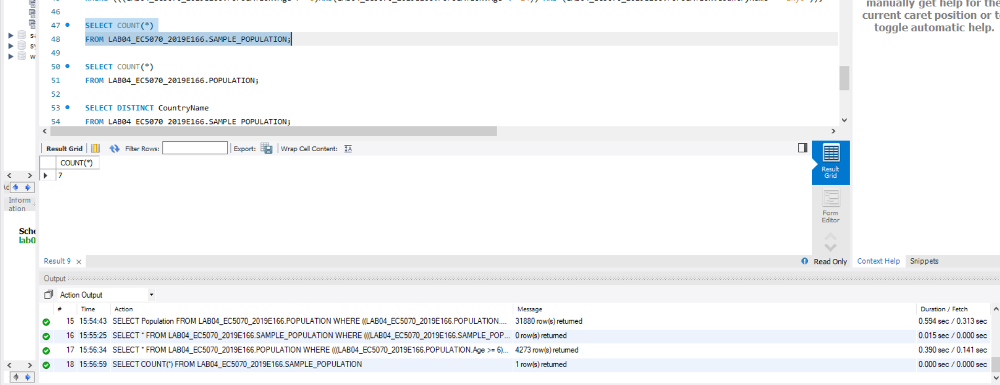 manually get help for the
46
current caret position or t
47 SELECT COUNT(*)
toggle automatic help.
48 FROM LAB04_EC5070_2019E166.SAMPLE_POPULATION;
49
50 SELECT COUNT(*)
51 FROM LAB04_EC5070_2019E166.POPULATION;
52
53 SELECT DISTINCT CountryName
54 FROM LAB04_EC5070_2019E166.SAMPLE_POPULATION;
Result Grid Filter Rows: Export: Wrap Cell Content:
COUNT(*)
7
Result
Grid
Form
Editor
Inform
ation
Sche
lab0
Result 9 Read Only Context Help Snippets
Output
Action Output
# Time Action Message Duration / Fetch
15 15:54:43 SELECT Population FROM LAB04_EC5070_2019E166.POPULATION WHERE ((LAB04_EC5070_2019E166.POPULATION.... 31880 row(s) returned 0.594 sec / 0.313 sec
16 15:55:25 SELECT * FROM LAB04_EC5070_2019E166.SAMPLE_POPULATION WHERE (((LAB04_EC5070_2019E166.SAMPLE_POP... 0 row(s) returned 0.015 sec / 0.000 sec
17 15:56:34 SELECT * FROM LAB04_EC5070_2019E166.POPULATION WHERE (((LAB04_EC5070_2019E166.POPULATION.Age >= 6)... 4273 row(s) returned 0.390 sec / 0.141 sec
18 15:56:59 SELECT COUNT(*) FROM LAB04_EC5070_2019E166.SAMPLE_POPULATION 1 row(s) returned 0.000 sec / 0.000 sec